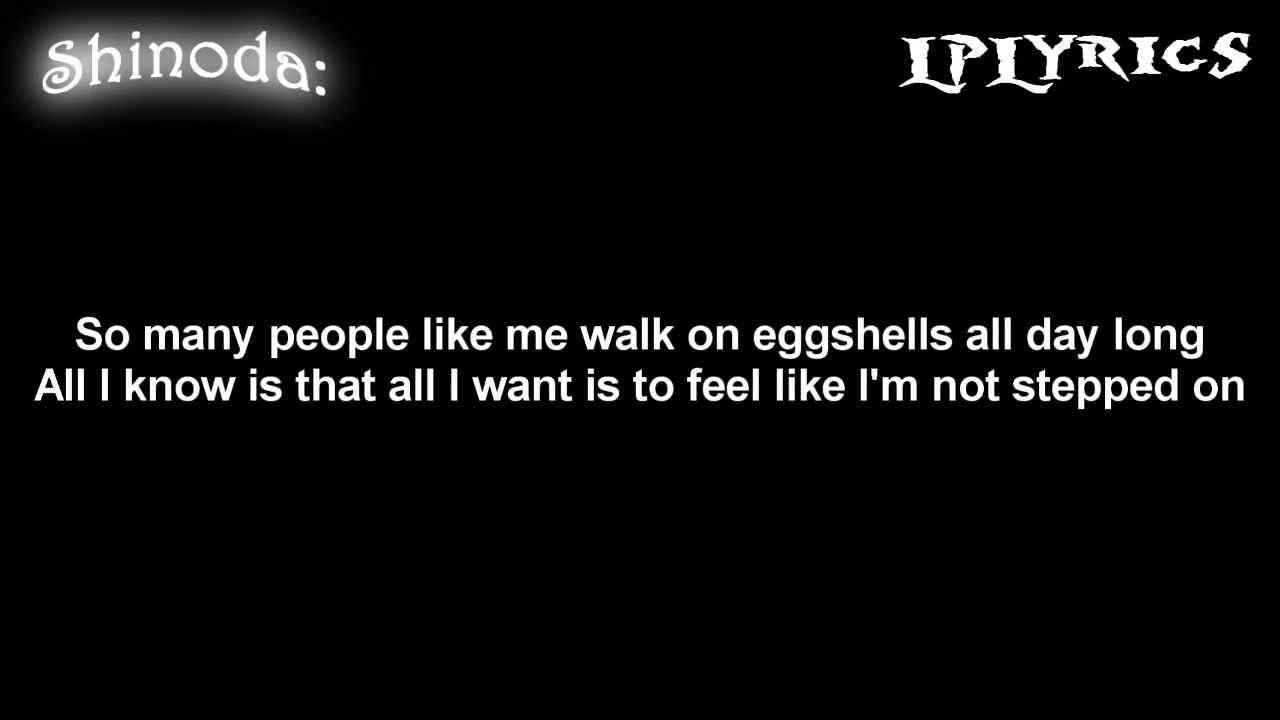 Shinoda:
LPLYRICS
So many people like me walk on eggshells all day long
All I know is that all I want is to feel like I'm not stepped on